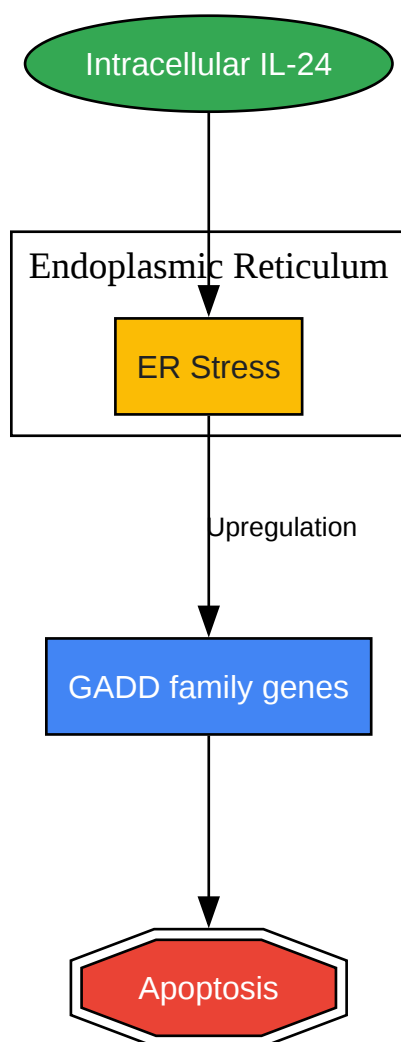 Intracellular IL-24
Endoplasmic Reticulum
ER Stress
Upregulation
GADD family genes
Apoptosis